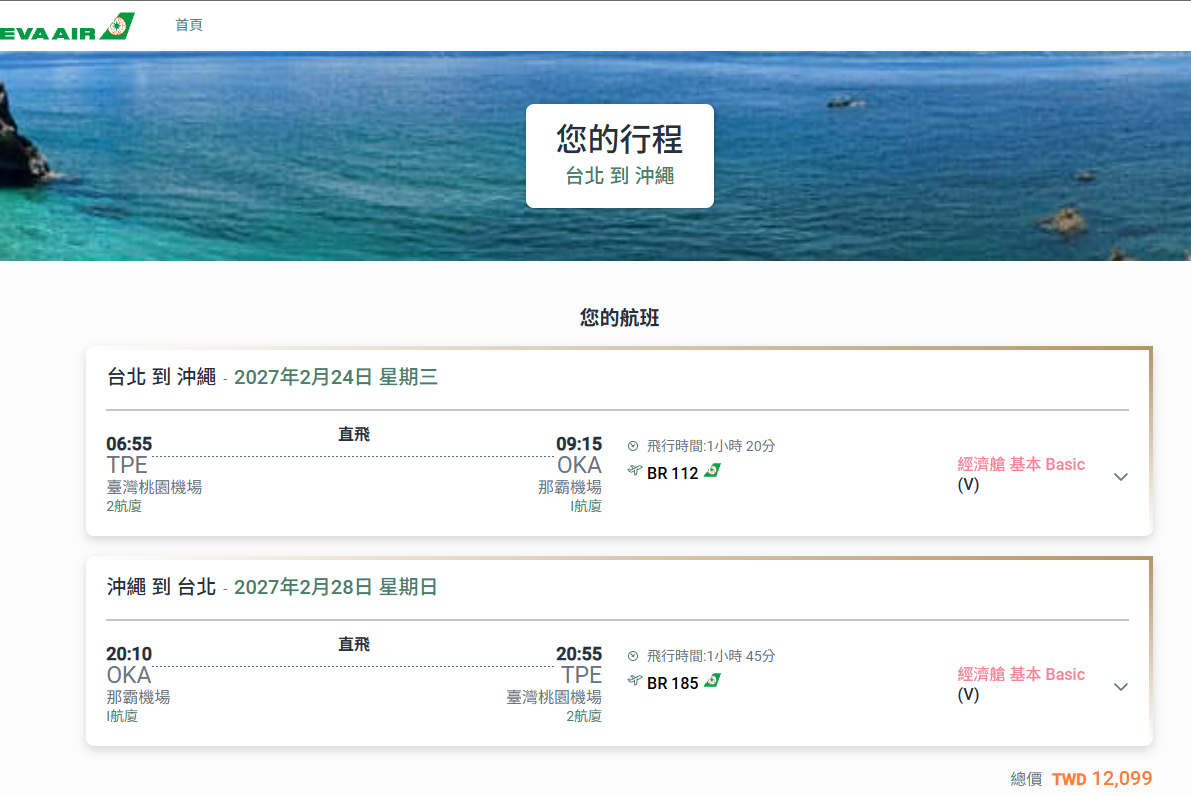 EVA AIR
首頁
您的行程
台北 到 沖繩
您的航班
台北 到 沖繩 - 2027年2月24日 星期三
06:55 直飛 09:15
TPE OKA
臺灣桃園機場 那霸機場
2航廈 I航廈
飛行時間:1小時 20分
BR 112
經濟艙 基本 Basic
(V)
沖繩 到 台北 - 2027年2月28日 星期日
20:10 直飛 20:55
OKA TPE
那霸機場 臺灣桃園機場
I航廈 2航廈
飛行時間:1小時 45分
BR 185
經濟艙 基本 Basic
(V)
總價 TWD 12,099